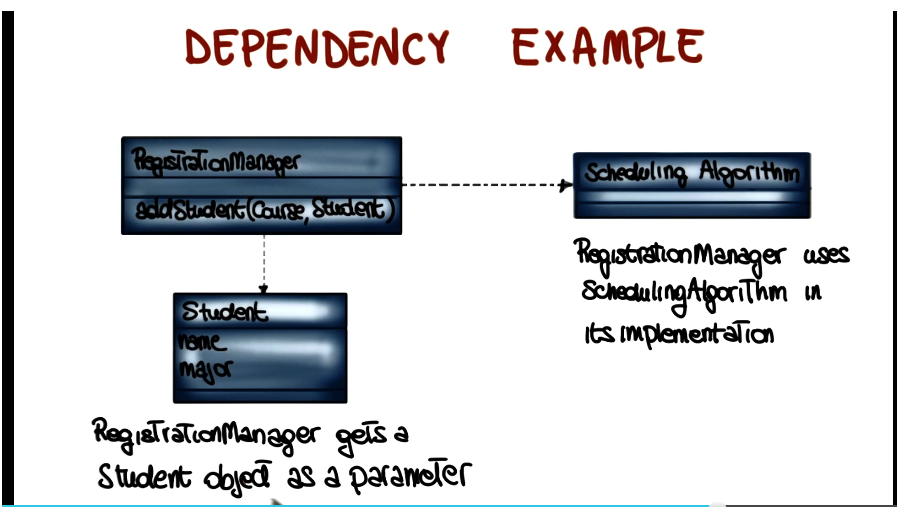 DEPENDENCY EXAMPLE
RegistrationManager
addStudent(Course, Student)
Scheduling Algorithm
RegistrationManager uses
SchedulingAlgorithm in
its implementation
Student
name
major
RegistrationManager gets a
Student object as a parameter